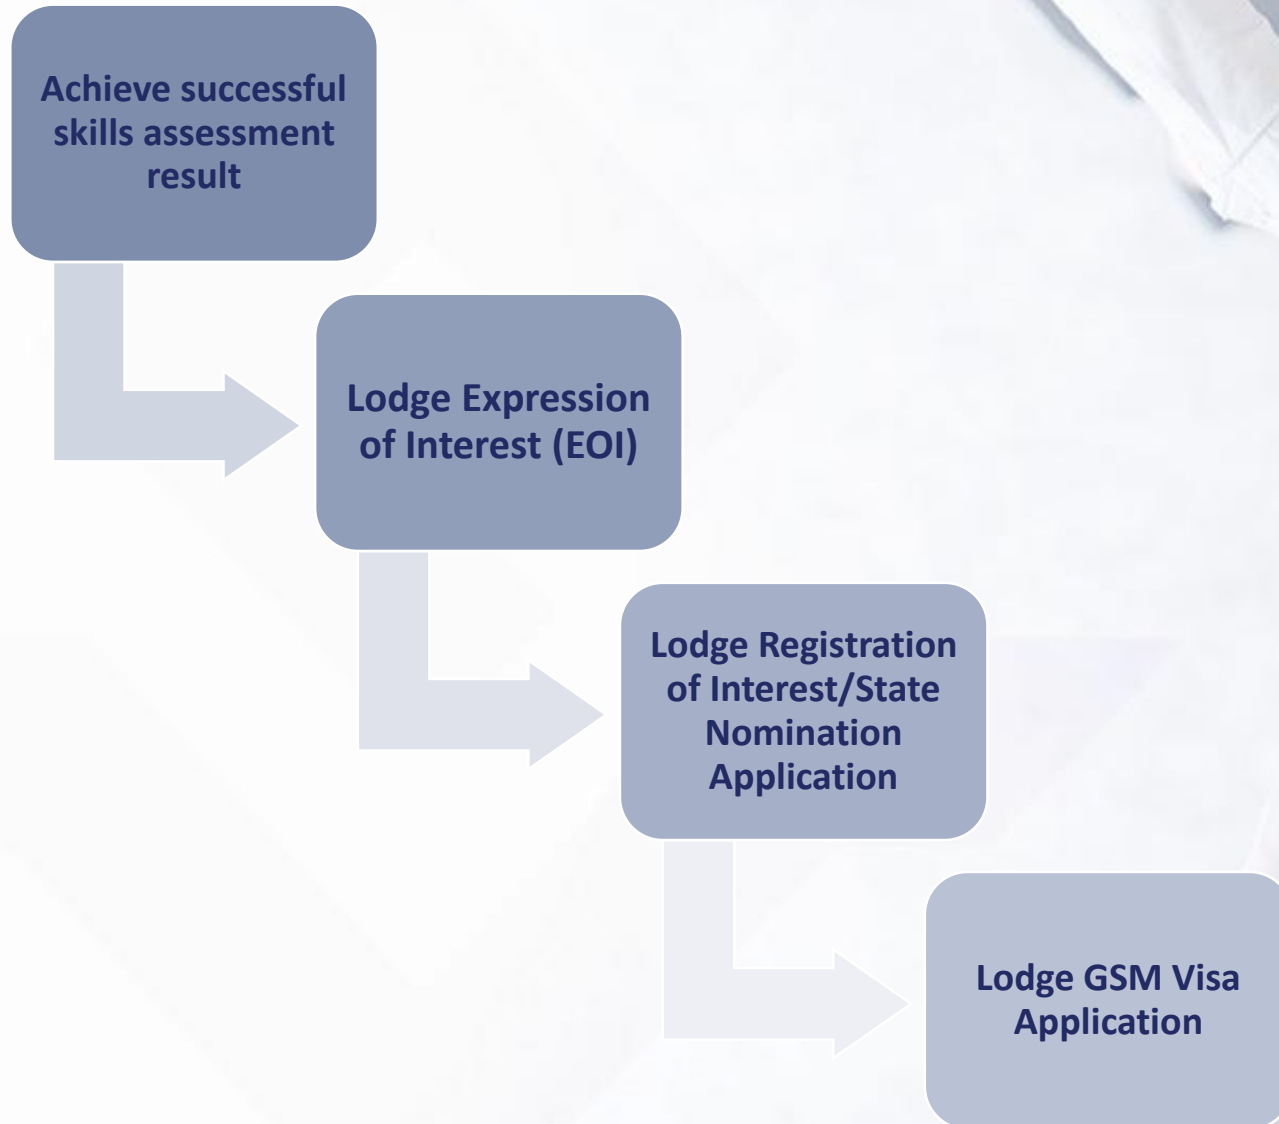 Achieve successful
skills assessment
result
Lodge Expression
of Interest (EOI)
Lodge Registration
of Interest/State
Nomination
Application
Lodge GSM Visa
Application